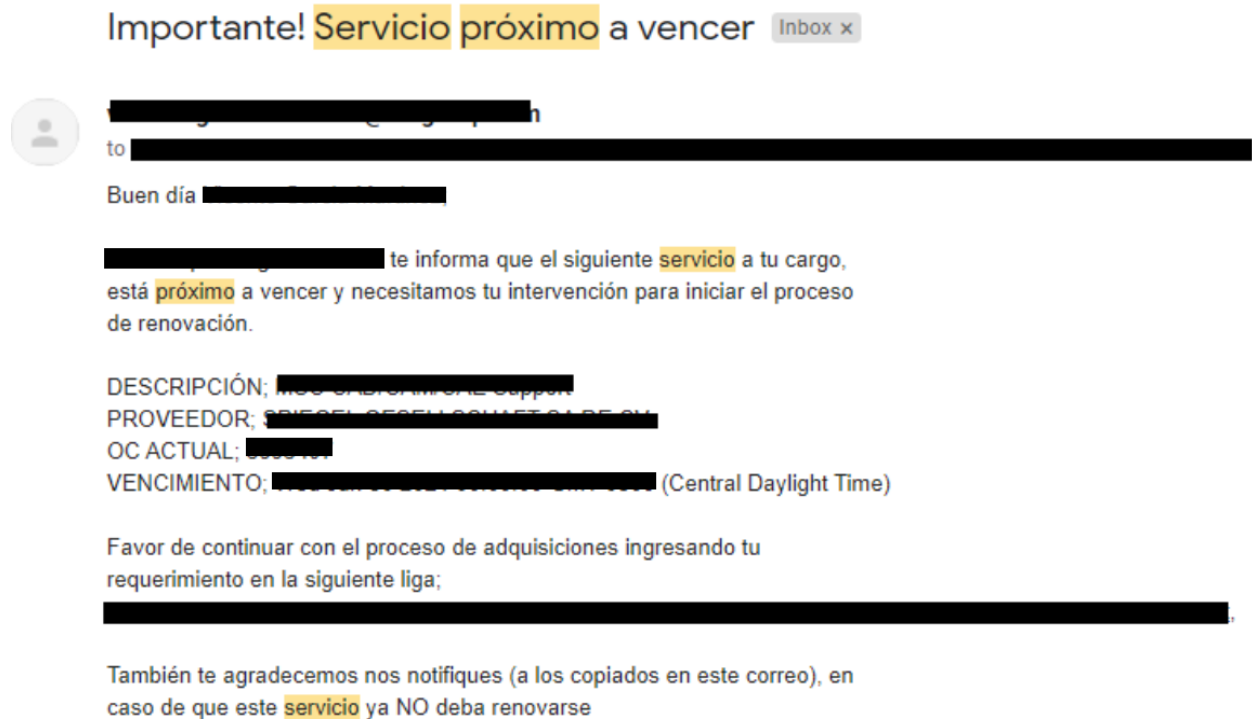 Importante! Servicio próximo a vencer Inbox x
to
Buen día
te informa que el siguiente servicio a tu cargo,
está próximo a vencer y necesitamos tu intervención para iniciar el proceso
de renovación.
DESCRIPCIÓN;
PROVEEDOR;
OC ACTUAL;
VENCIMIENTO; (Central Daylight Time)
Favor de continuar con el proceso de adquisiciones ingresando tu
requerimiento en la siguiente liga;
También te agradecemos nos notifiques (a los copiados en este correo), en
caso de que este servicio ya NO deba renovarse